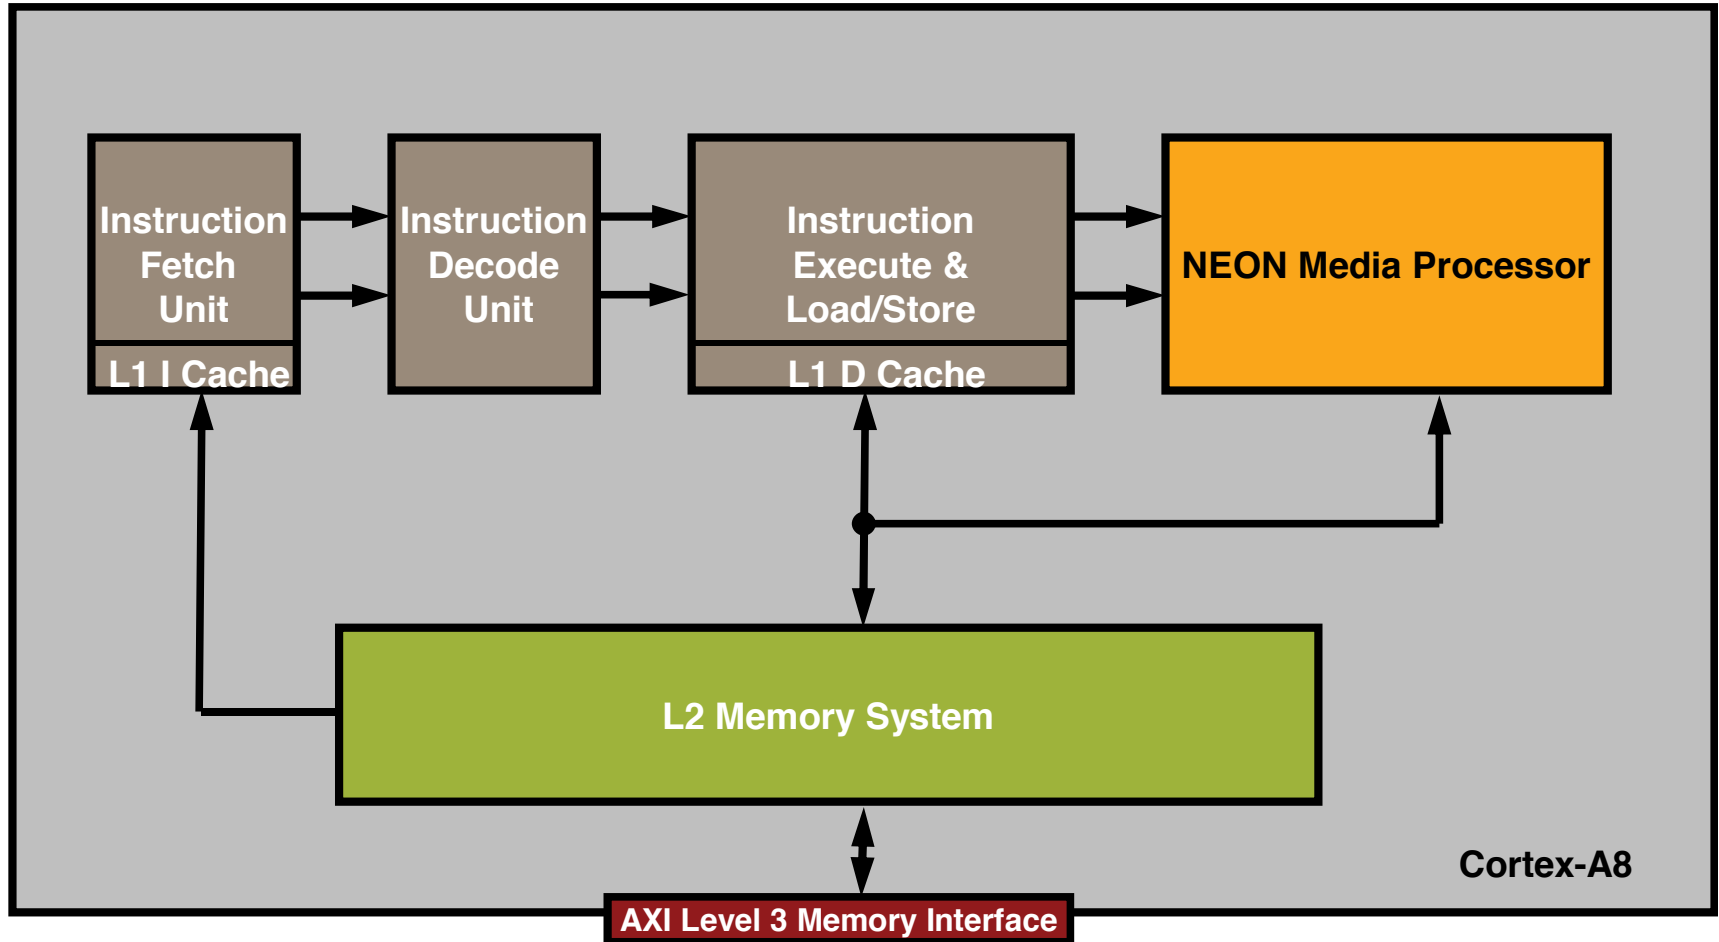 Instruction
Fetch
Unit
L1 I Cache
Instruction
Decode
Unit
Instruction
Execute &
Load/Store
L1 D Cache
NEON Media Processor
L2 Memory System
Cortex-A8
AXI Level 3 Memory Interface